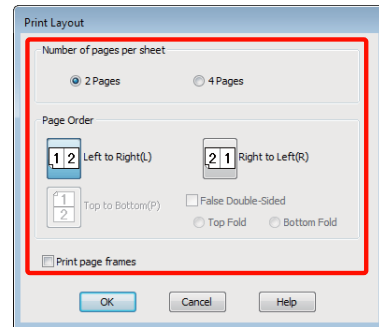 Print Layout
Number of pages per sheet
2 Pages 4 Pages
Page Order
1 2 Left to Right(L) 2 1 Right to Left(R)
1
2
Top to Bottom(P) False Double-Sided
Top Fold Bottom Fold
Print page frames
OK Cancel Help